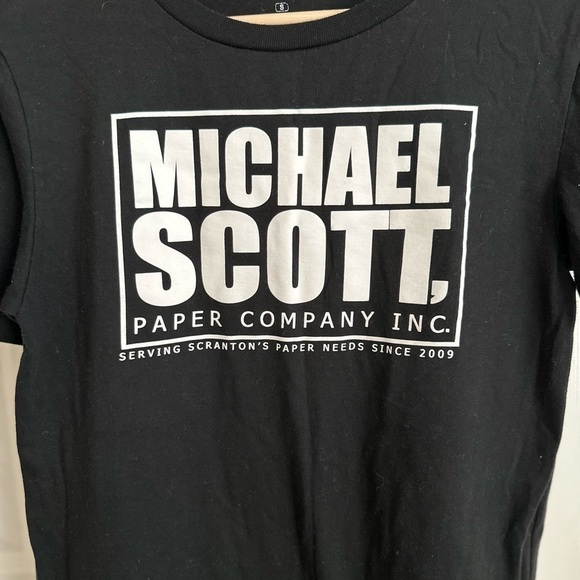 S
MICHAEL
SCOTT,
PAPER COMPANY INC.
SERVING SCRANTON'S PAPER NEEDS SINCE 2009